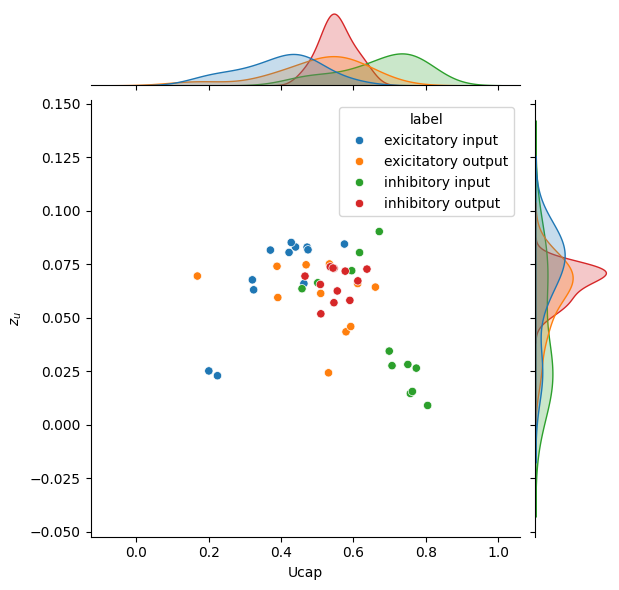 label
exicitatory input
exicitatory output
inhibitory input
inhibitory output
0.150
0.125
0.100
0.075
0.050
0.025
0.000
−0.025
−0.050
z_u
0.0 0.2 0.4 0.6 0.8 1.0
Ucap